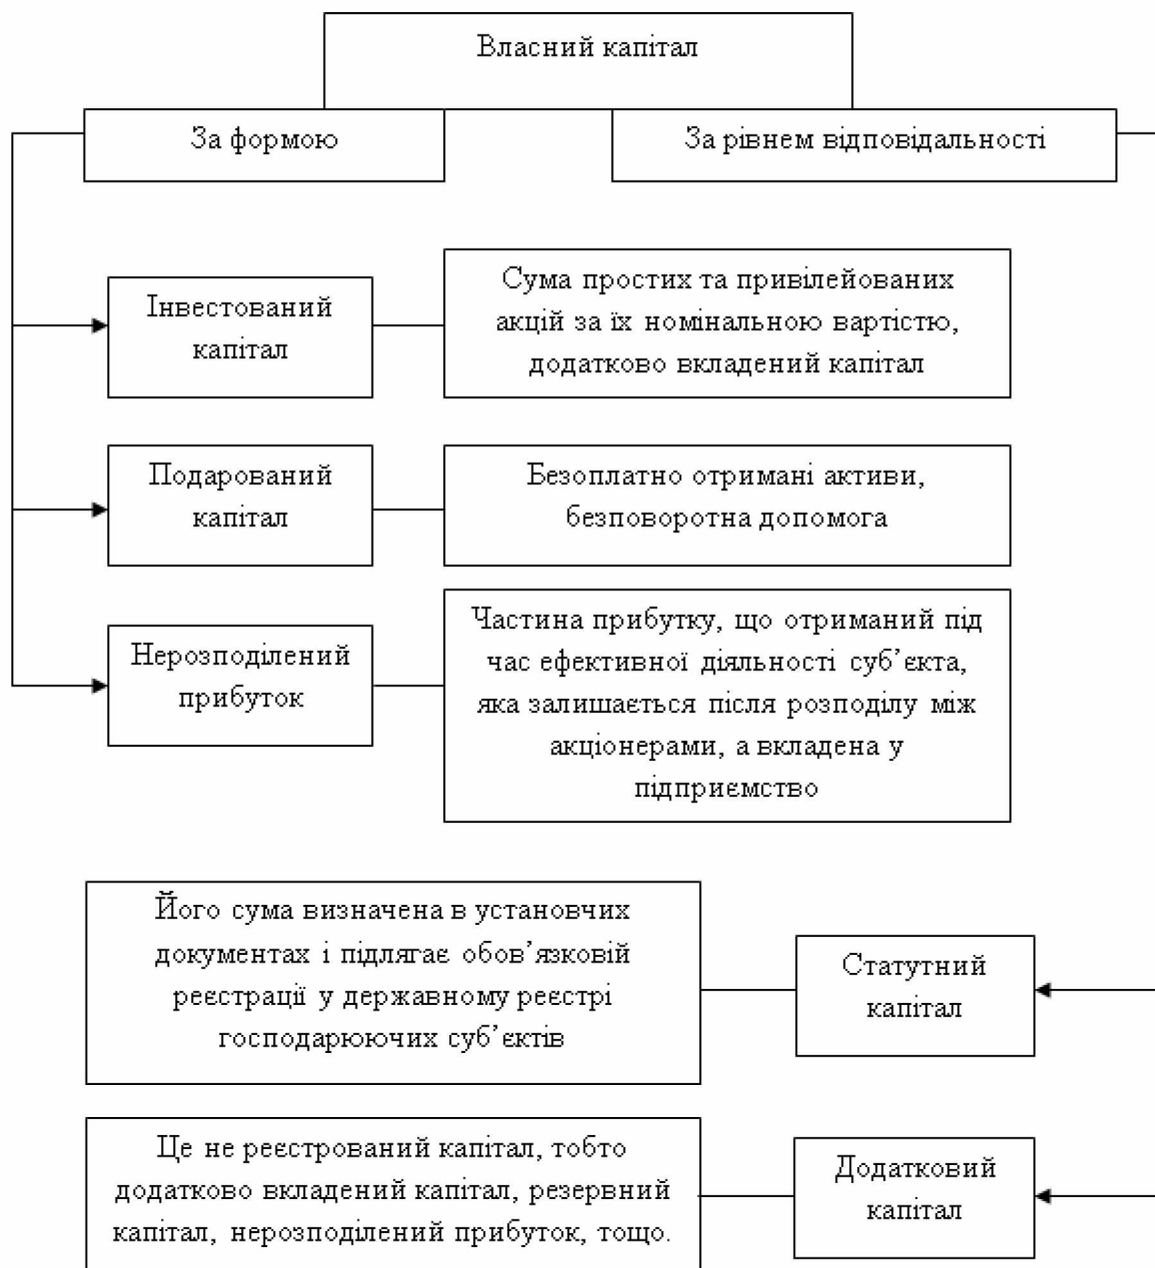 Власний капітал
За формою
За рівнем відповідальності
Інвестований
капітал
Сума простих та привілейованих
акцій за їх номінальною вартістю,
додатково вкладений капітал
Подарований
капітал
Безоплатно отримані активи,
безповоротна допомога
Нерозподілений
прибуток
Частина прибутку, що отриманий під
час ефективної діяльності суб’єкта,
яка залишається після розподілу між
акціонерами, а вкладена у
підприємство
Його сума визначена в установчих
документах і підлягає обов’язковій
реєстрації у державному реєстрі
господарюючих суб’єктів
Статутний
капітал
Це не реєстрований капітал, тобто
додатково вкладений капітал, резервний
капітал, нерозподілений прибуток, тощо.
Додатковий
капітал